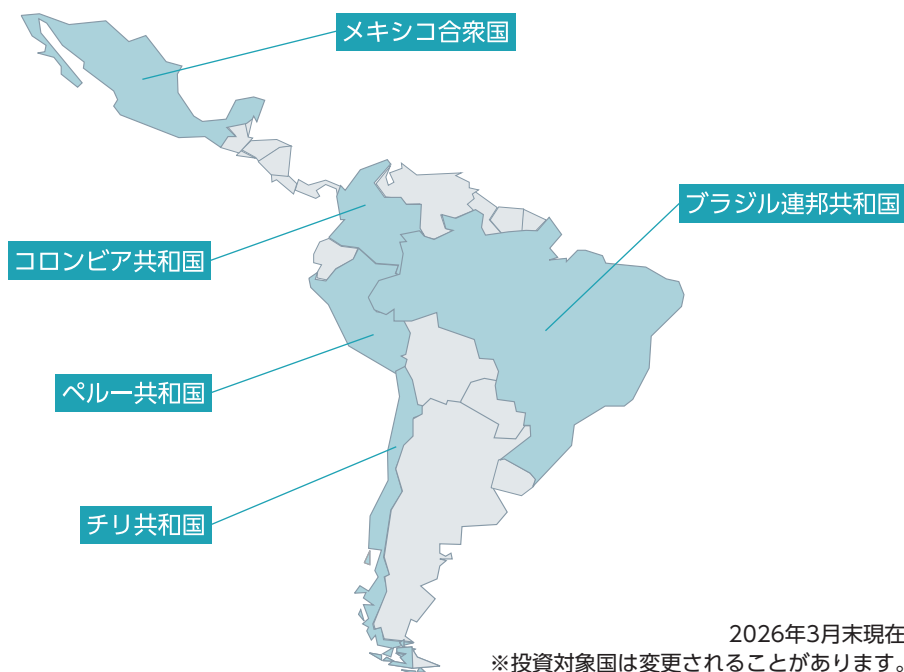 メキシコ合衆国
ブラジル連邦共和国
コロンビア共和国
ペルー共和国
チリ共和国
2026年3月末現在
※投資対象国は変更されることがあります。